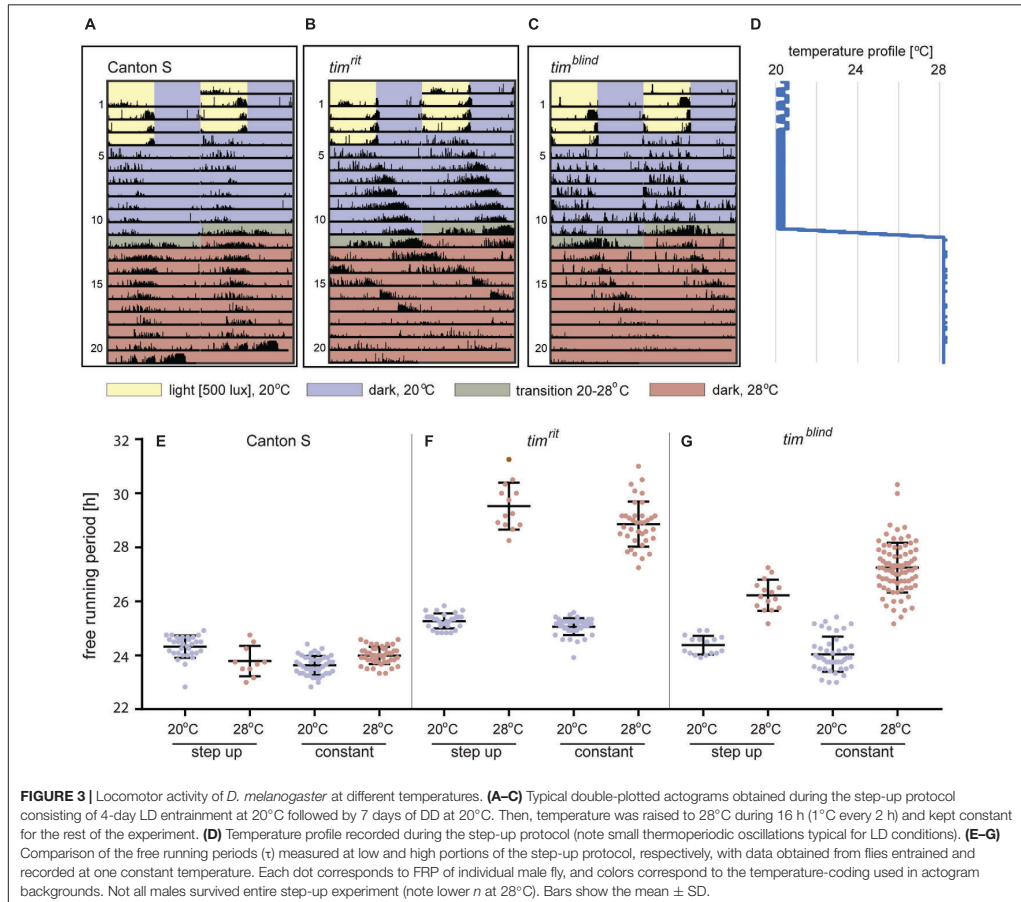 A B C D
temperature profile [°C]
20 24 28
Canton S
tim^rit
tim^blind
1
5
10
15
20
1
5
10
15
20
1
5
10
15
20
light [500 lux], 20°C dark, 20°C transition 20-28°C dark, 28°C
E Canton S F tim^rit G tim^blind
free running period [h]
32
30
28
26
24
22
20°C 28°C 20°C 28°C 20°C 28°C 20°C 28°C 20°C 28°C 20°C 28°C
step up constant step up constant step up constant
FIGURE 3 | Locomotor activity of D. melanogaster at different temperatures. (A–C) Typical double-plotted actograms obtained during the step-up protocol
consisting of 4-day LD entrainment at 20°C followed by 7 days of DD at 20°C. Then, temperature was raised to 28°C during 16 h (1°C every 2 h) and kept constant
for the rest of the experiment. (D) Temperature profile recorded during the step-up protocol (note small thermoperiodic oscillations typical for LD conditions). (E–G)
Comparison of the free running periods (τ) measured at low and high portions of the step-up protocol, respectively, with data obtained from flies entrained and
recorded at one constant temperature. Each dot corresponds to FRP of individual male fly, and colors correspond to the temperature-coding used in actogram
backgrounds. Not all males survived entire step-up experiment (note lower n at 28°C). Bars show the mean ± SD.